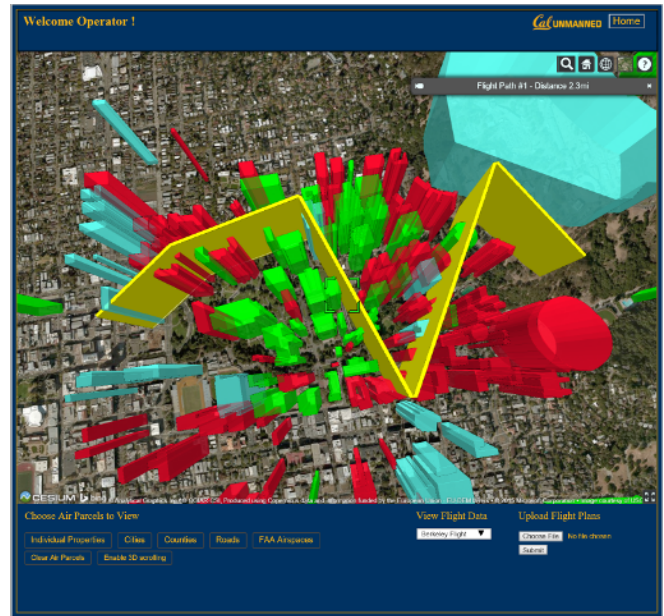 Welcome Operator !
Cal UNMANNED
Home
Flight Path #1 - Distance 2.3mi
CESIUM
Choose Air Parcels to View
View Flight Data
Upload Flight Plans
Individual Properties
Cities
Counties
Roads
FAA Airspaces
Berkeley Flight
Choose File No file chosen
Clear Air Parcels
Enable 3D scrolling
Submit